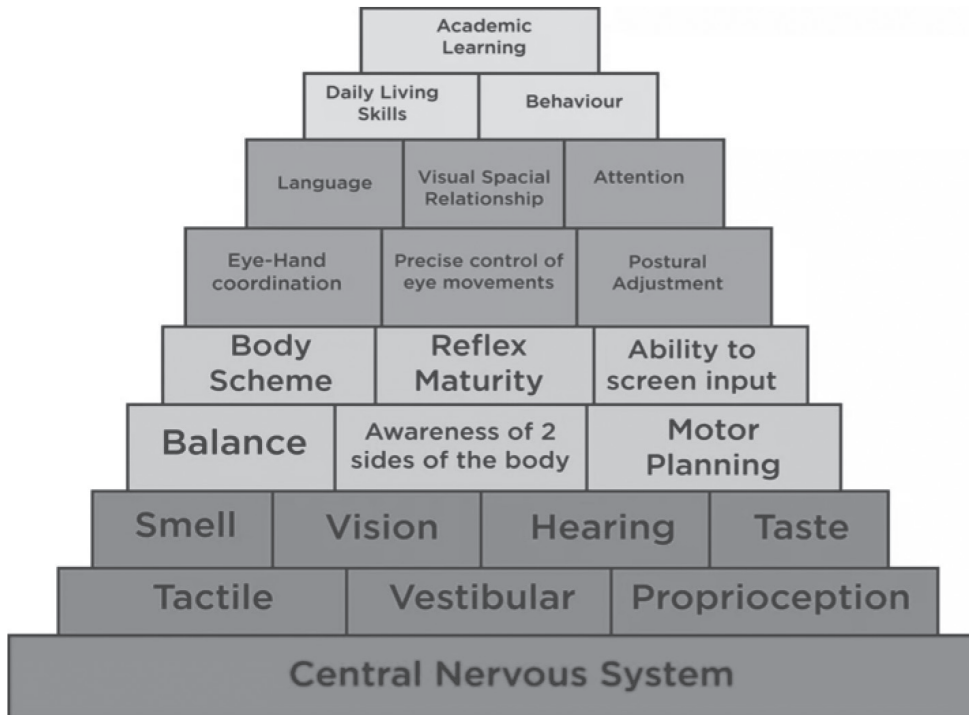 Academic
Learning
Daily Living
Skills
Behaviour
Language
Visual Spacial
Relationship
Attention
Eye-Hand
coordination
Precise control of
eye movements
Postural
Adjustment
Body
Scheme
Reflex
Maturity
Ability to
screen input
Balance
Awareness of 2
sides of the body
Motor
Planning
Smell
Vision
Hearing
Taste
Tactile
Vestibular
Proprioception
Central Nervous System